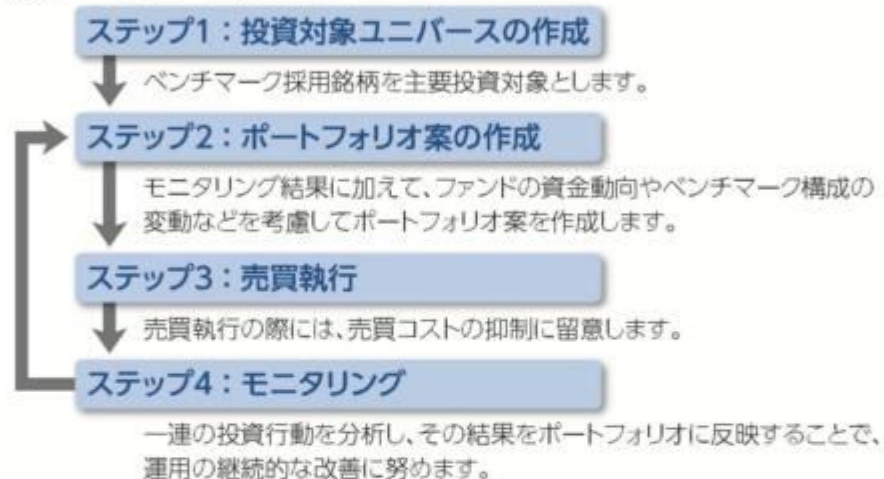 ステップ1：投資対象ユニバースの作成
ベンチマーク採用銘柄を主要投資対象とします。
ステップ2：ポートフォリオ案の作成
モニタリング結果に加えて、ファンドの資金動向やベンチマーク構成の
変動などを考慮してポートフォリオ案を作成します。
ステップ3：売買執行
売買執行の際には、売買コストの抑制に留意します。
ステップ4：モニタリング
一連の投資行動を分析し、その結果をポートフォリオに反映することで、
運用の継続的な改善に努めます。